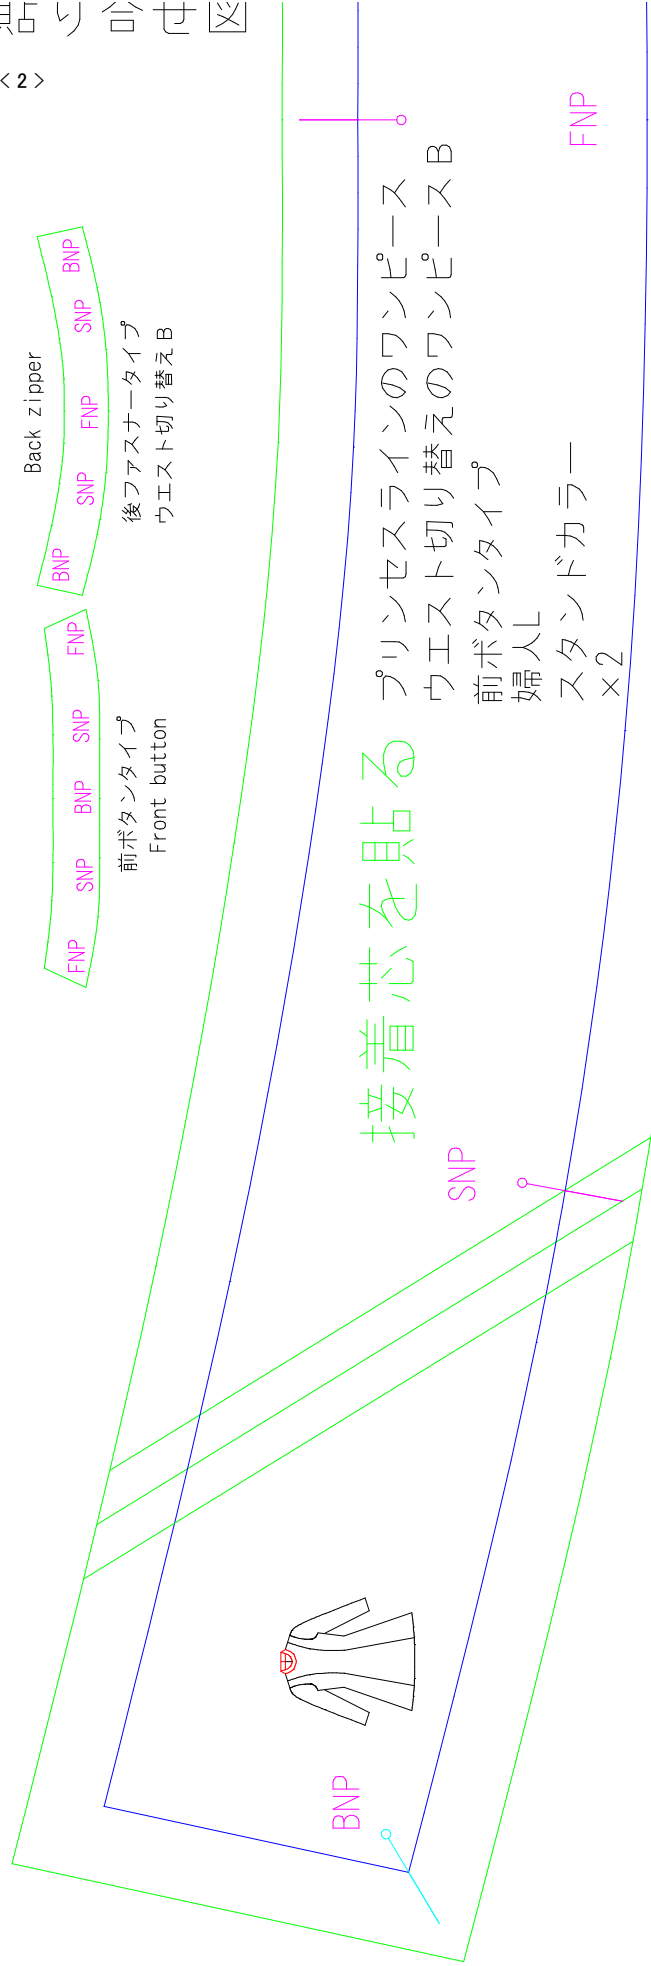 貼り合せ図
<2>
Back zipper
BNP
SNP
FNP
SNP
BNP
後ファスナータイプ
ウエスト切り替えB
FNP
SNP
BNP
SNP
FNP
前ボタンタイプ
Front button
FNP
プリンセスラインのワンピース
ウエスト切り替えのワンピースB
前ボタンタイプ
婦人L
スタンドカラー
×2
接着芯を貼る
SNP
BNP